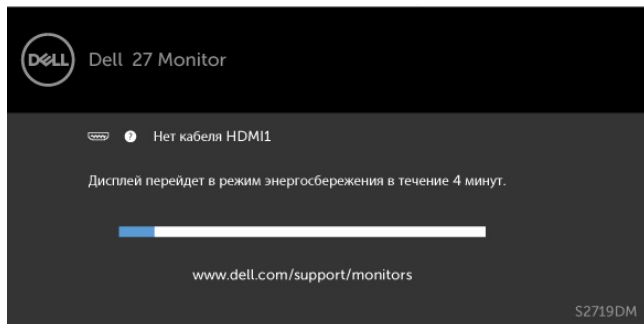 DELL
Dell 27 Monitor
? Нет кабеля HDMI1
Дисплей перейдет в режим энергосбережения в течение 4 минут.
www.dell.com/support/monitors
S2719DM